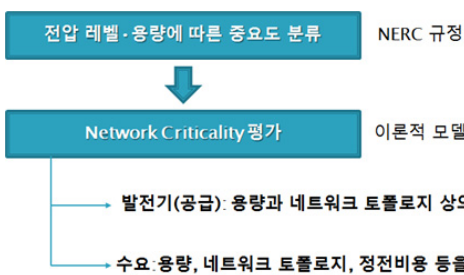 전압 레벨·용량에 따른 중요도 분류 NERC 규정
Network Criticality 평가 이론적 모델
발전기(공급): 용량과 네트워크 토폴로지 상의
수요:용량, 네트워크 토폴로지, 정전비용 등을